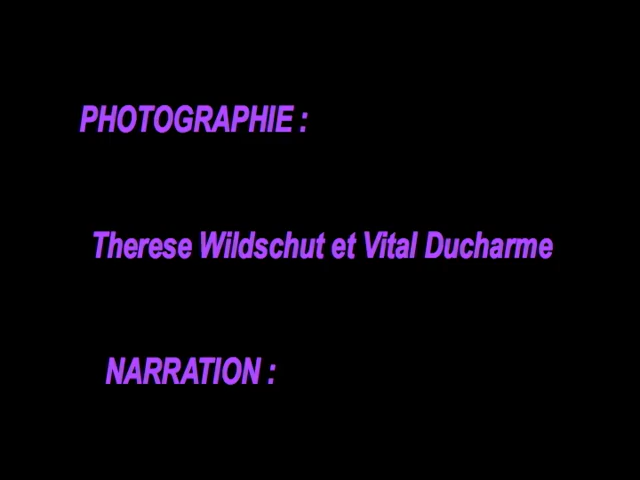 PHOTOGRAPHIE :
Therese Wildschut et Vital Ducharme
NARRATION :